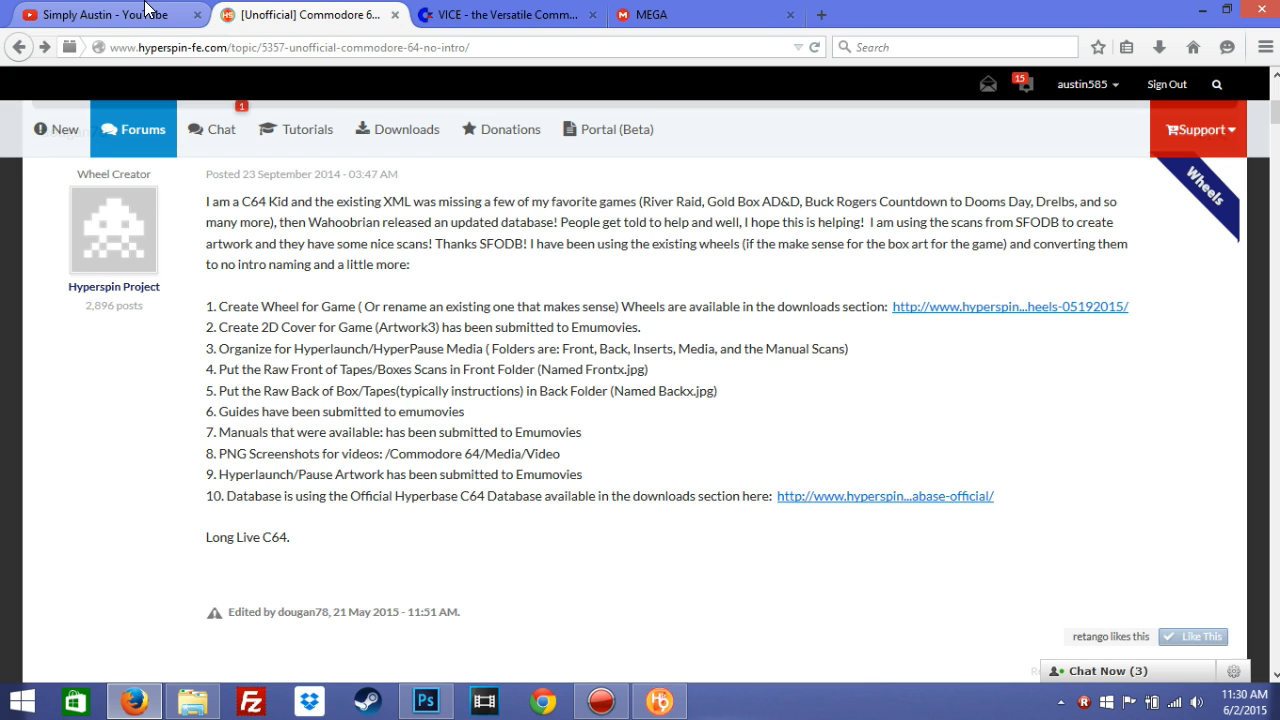 Simply Austin - YouTube
[Unofficial] Commodore 6...
VICE - the Versatile Comm...
MEGA
www.hyperspin-fe.com/topic/5357-unofficial-commodore-64-no-intro/
Search
15
austin585
Sign Out
1
New
Forums
Chat
Tutorials
Downloads
Donations
Portal (Beta)
Support
Wheels
Wheel Creator
Hyperspin Project
2,896 posts
Posted 23 September 2014 - 03:47 AM
I am a C64 Kid and the existing XML was missing a few of my favorite games (River Raid, Gold Box AD&D, Buck Rogers Countdown to Dooms Day, Drelbs, and so
many more), then Wahoobrian released an updated database! People get told to help and well, I hope this is helping!  I am using the scans from SFODB to create
artwork and they have some nice scans! Thanks SFODB! I have been using the existing wheels (if the make sense for the box art for the game) and converting them
to no intro naming and a little more:
1. Create Wheel for Game ( Or rename an existing one that makes sense) Wheels are available in the downloads section:  http://www.hyperspin...heels-05192015/
2. Create 2D Cover for Game (Artwork3) has been submitted to Emumovies.
3. Organize for Hyperlaunch/HyperPause Media ( Folders are: Front, Back, Inserts, Media, and the Manual Scans)
4. Put the Raw Front of Tapes/Boxes Scans in Front Folder (Named Frontx.jpg)
5. Put the Raw Back of Box/Tapes(typically instructions) in Back Folder (Named Backx.jpg)
6. Guides have been submitted to emumovies
7. Manuals that were available: has been submitted to Emumovies
8. PNG Screenshots for videos: /Commodore 64/Media/Video
9. Hyperlaunch/Pause Artwork has been submitted to Emumovies
10. Database is using the Official Hyperbase C64 Database available in the downloads section here:  http://www.hyperspin...abase-official/
Long Live C64.
Edited by dougan78, 21 May 2015 - 11:51 AM.
retango likes this
Like This
Chat Now (3)
11:30 AM
6/2/2015